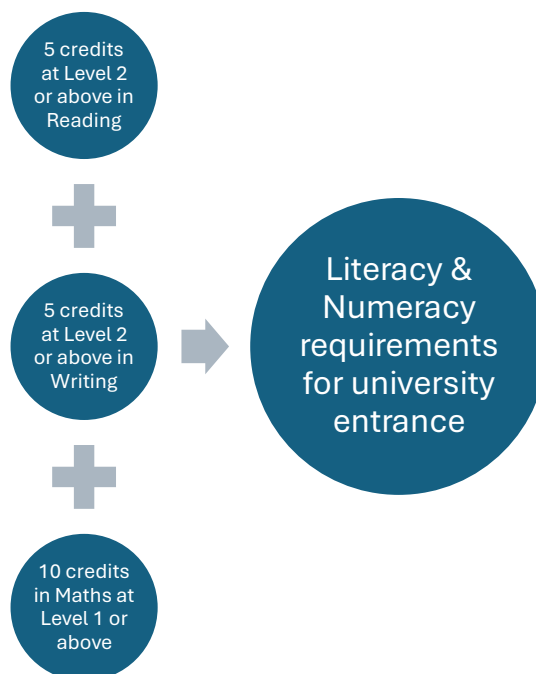 5 credits
at Level 2
or above in
Reading
5 credits
at Level 2
or above in
Writing
10 credits
in Maths at
Level 1 or
above
Literacy &
Numeracy
requirements
for university
entrance